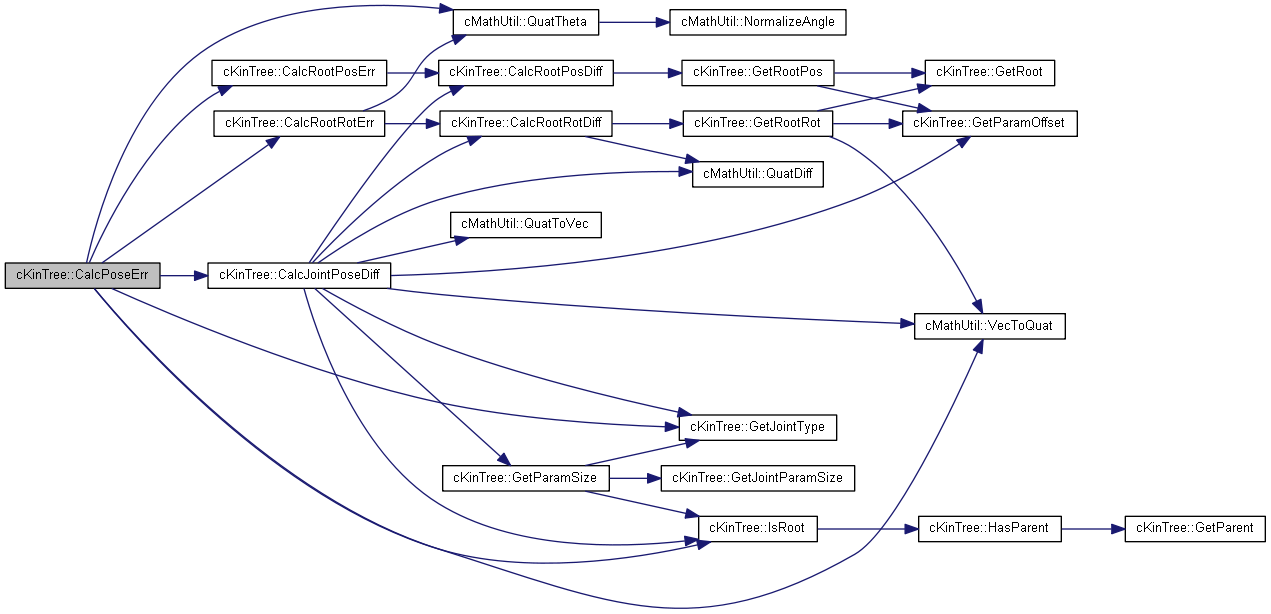 cMathUtil::QuatTheta
cMathUtil::NormalizeAngle
cKinTree::CalcRootPosErr
cKinTree::CalcRootPosDiff
cKinTree::GetRootPos
cKinTree::GetRoot
cKinTree::CalcRootRotErr
cKinTree::CalcRootRotDiff
cKinTree::GetRootRot
cKinTree::GetParamOffset
cMathUtil::QuatDiff
cMathUtil::QuatToVec
cKinTree::CalcPoseErr
cKinTree::CalcJointPoseDiff
cMathUtil::VecToQuat
cKinTree::GetJointType
cKinTree::GetParamSize
cKinTree::GetJointParamSize
cKinTree::IsRoot
cKinTree::HasParent
cKinTree::GetParent